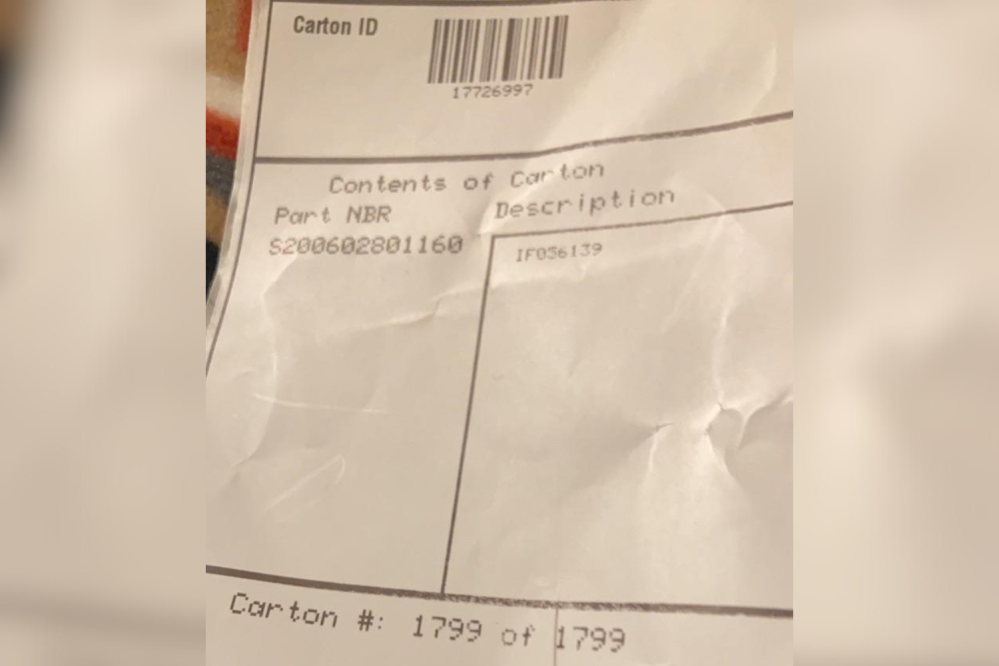 Carton ID
17726997
Contents of Carton
Part NBR Description
S200602801160 IF056139
Carton #: 1799 of 1799